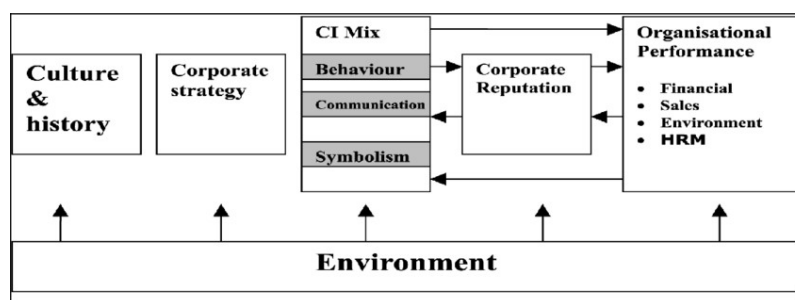 Culture
&
history
Corporate
strategy
CI Mix
Behaviour
Communication
Symbolism
Corporate
Reputation
Organisational
Performance
• Financial
• Sales
• Environment
• HRM
Environment